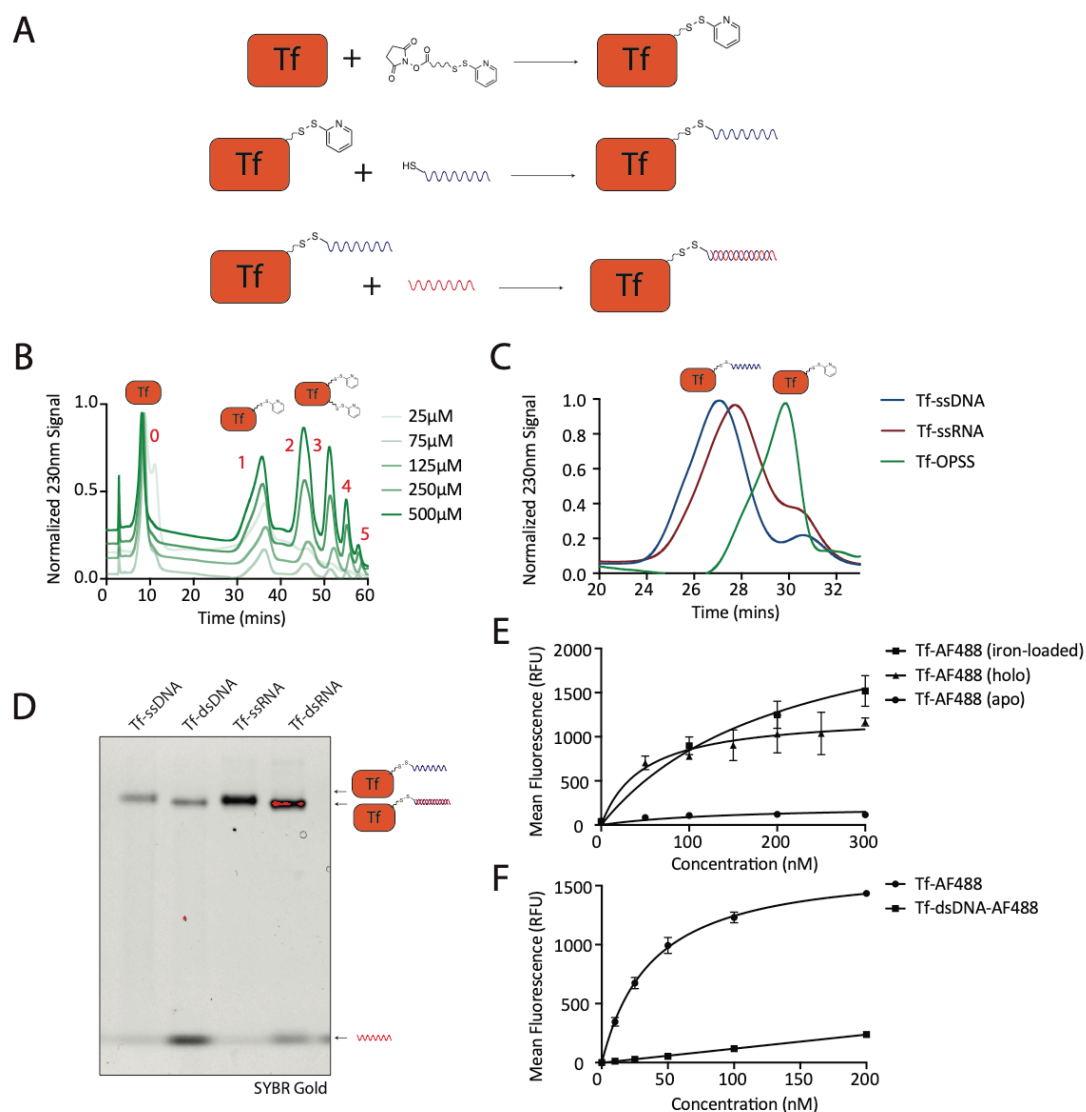 A
Tf
+
N
O
O
O
O
S
S
N
Tf
S
S
N
Tf
S
S
N
+
HS
Tf
S
S
Tf
S
S
+
Tf
S
S
B
Normalized 230nm Signal
1.0
0.5
0.0
0 10 20 30 40 50 60
Time (mins)
Tf
Tf
Tf
0
1
2
3
4
5
25µM
75µM
125µM
250µM
500µM
C
Normalized 230nm Signal
1.0
0.8
0.6
0.4
0.2
0.0
20 24 26 28 30 32
Time (mins)
Tf
Tf
Tf-ssDNA
Tf-ssRNA
Tf-OPSS
D
Tf-ssDNA
Tf-dsDNA
Tf-ssRNA
Tf-dsRNA
Tf
S
S
Tf
S
S
SYBR Gold
E
Mean Fluorescence (RFU)
2000
1500
1000
500
0
0 100 200 300
Concentration (nM)
Tf-AF488 (iron-loaded)
Tf-AF488 (holo)
Tf-AF488 (apo)
F
Mean Fluorescence (RFU)
1500
1000
500
0
0 50 100 150 200
Concentration (nM)
Tf-AF488
Tf-dsDNA-AF488